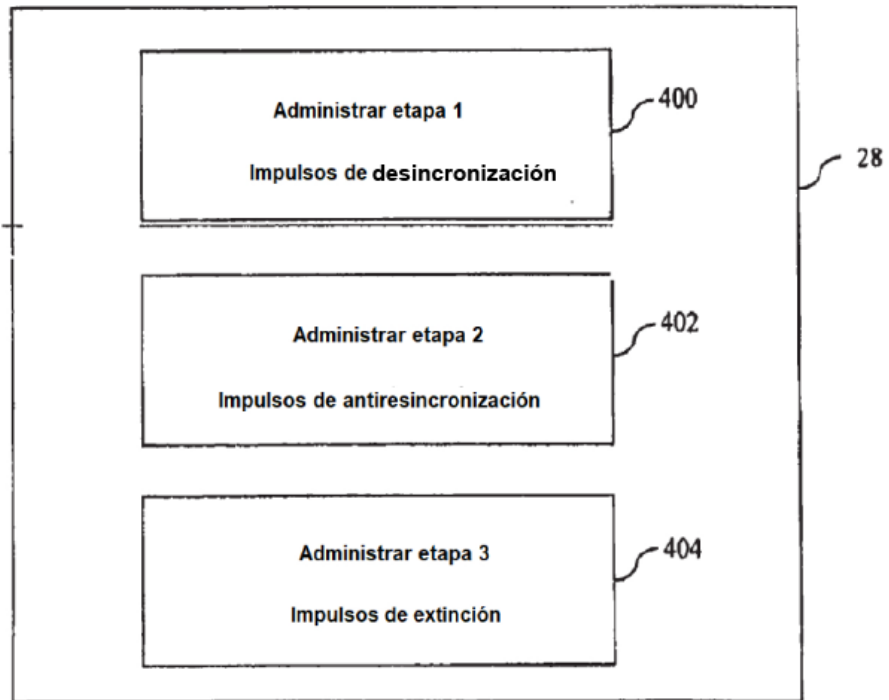 Administrar etapa 1
Impulsos de desincronización
400
28
Administrar etapa 2
Impulsos de antiresincronización
402
Administrar etapa 3
Impulsos de extinción
404